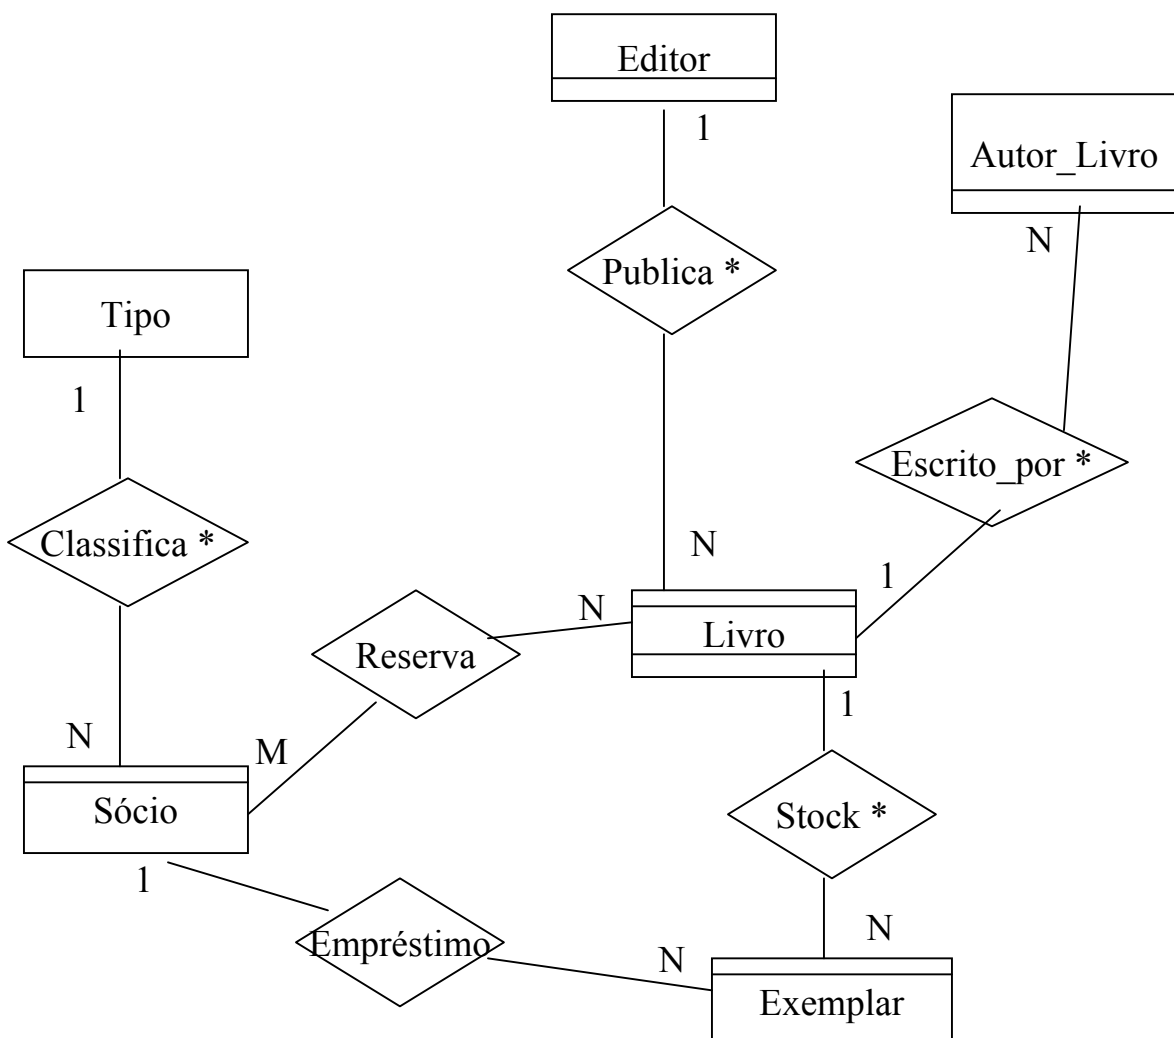 Editor
1
Autor_Livro
N
Publica *
Tipo
1
Escrito_por *
Classifica *
N
1
N
Livro
Reserva
1
N
M
Sócio
Stock *
1
N
Empréstimo
N
Exemplar